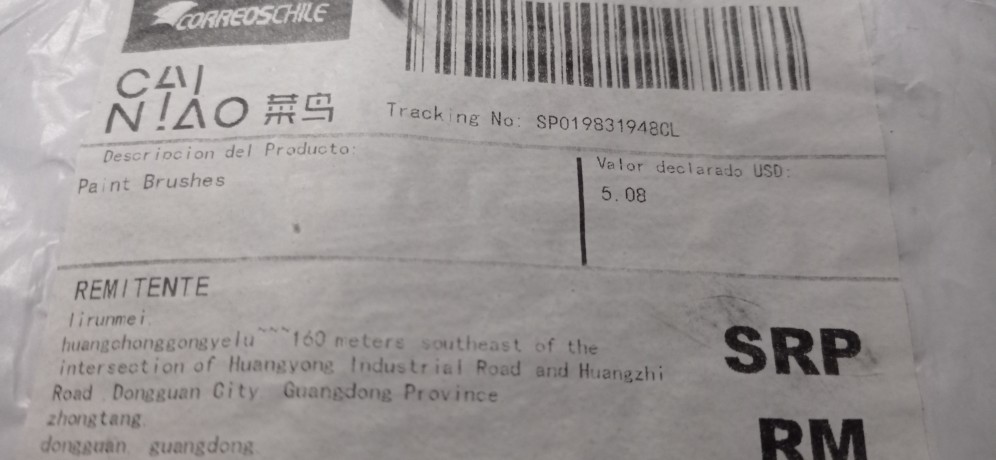 CORREOSCHILE
CAI
NIAO 菜鸟
Tracking No: SP019831948CL
Descripcion del Producto:
Paint Brushes
Valor declarado USD:
5.08
REMITENTE
lirunmei
huangchonggongyelu~~~160 meters southeast of the
intersection of Huangyong Industrial Road and Huangzhi
Road Dongguan City Guangdong Province
zhongtang
dongguan guangdong
SRP
RM